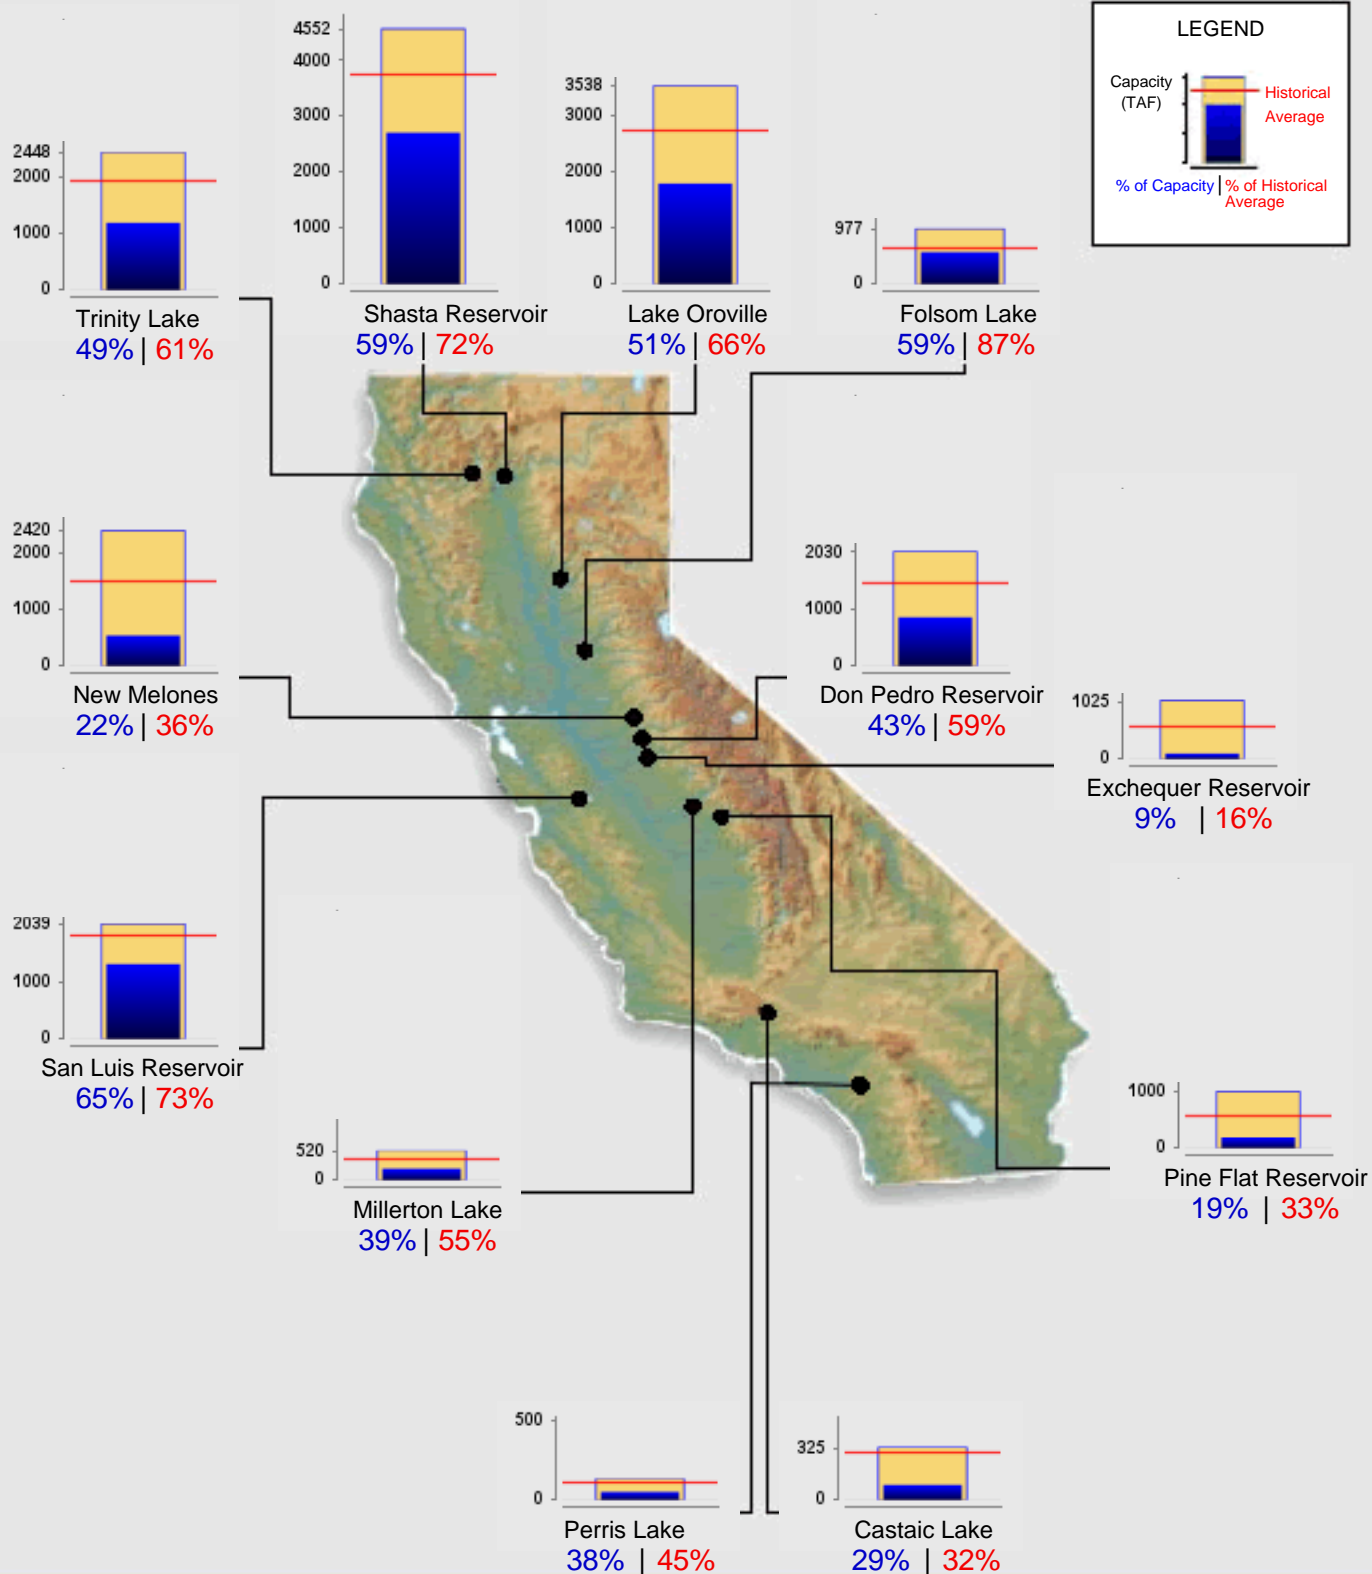 LEGEND
Capacity
(TAF)
Historical
Average
% of Capacity | % of Historical
Average
4552
4000
3000
2000
1000
0
Shasta Reservoir
59% | 72%
3538
3000
2000
1000
0
Lake Oroville
51% | 66%
2448
2000
1000
0
Trinity Lake
49% | 61%
977
0
Folsom Lake
59% | 87%
2420
2000
1000
0
New Melones
22% | 36%
2030
1000
0
Don Pedro Reservoir
43% | 59%
1025
0
Exchequer Reservoir
9% | 16%
2039
1000
0
San Luis Reservoir
65% | 73%
520
0
Millerton Lake
39% | 55%
1000
0
Pine Flat Reservoir
19% | 33%
500
0
Perris Lake
38% | 45%
325
0
Castaic Lake
29% | 32%